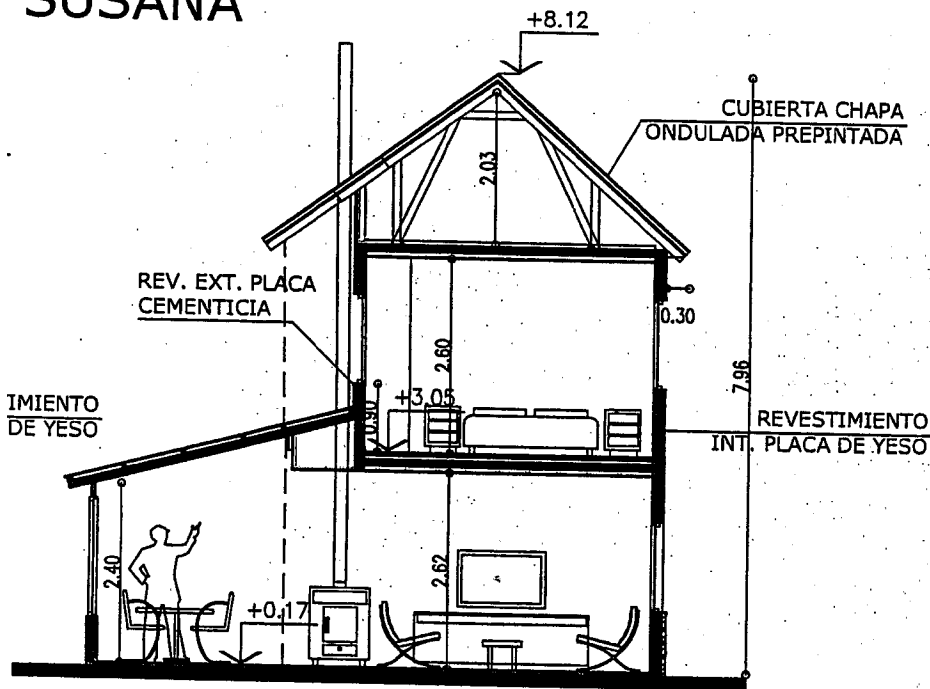 SUSANA
+8.12
CUBIERTA CHAPA
ONDULADA PREPINTADA
2.03
REV. EXT. PLACA
CEMENTICIA
0.30
2.60
7.96
+3.05
0.90
IMIENTO
DE YESO
REVESTIMIENTO
INT. PLACA DE YESO
2.40
2.62
+0.17